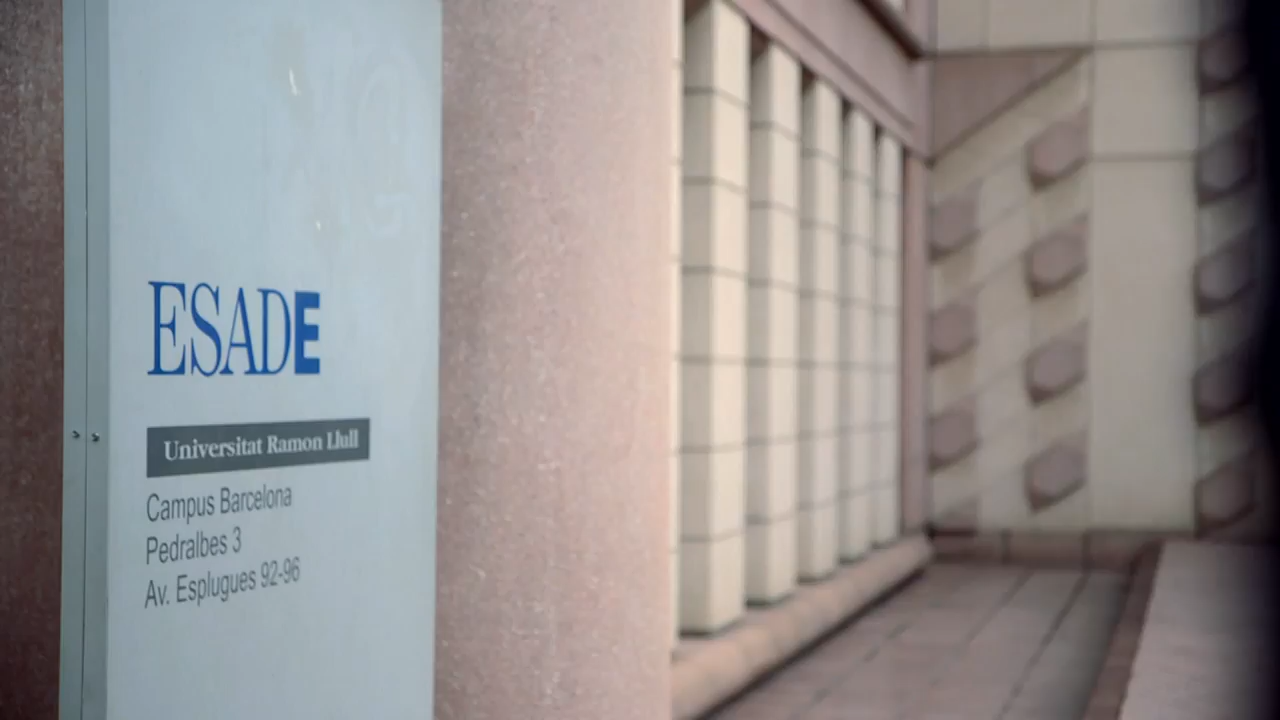 ESADE
Universitat Ramon Llull
Campus Barcelona
Pedralbes 3
Av. Esplugues 92-96